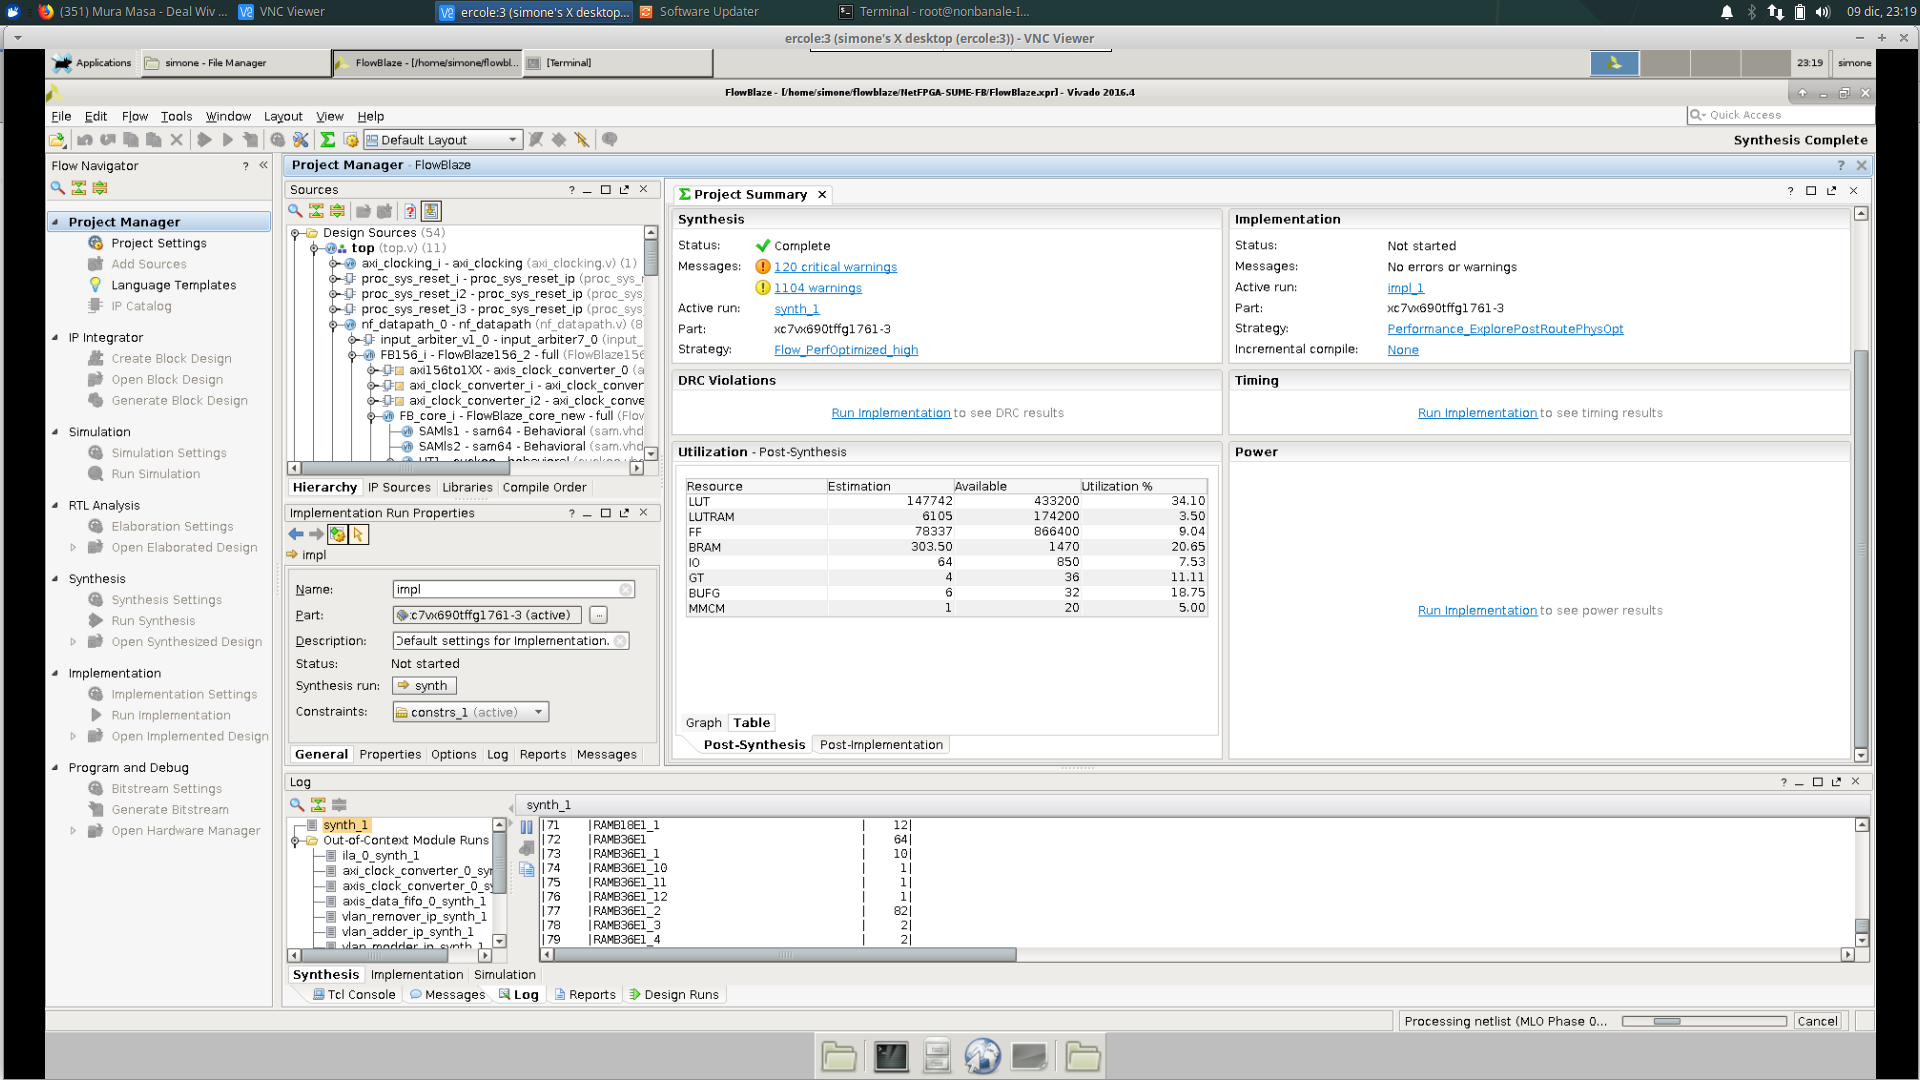 (351) Mura Masa - Deal Wiv ...
VNC Viewer
ercole:3 (simone's X desktop...
Software Updater
Terminal - root@nonbanale-I...
09 dic, 23:19
ercole:3 (simone's X desktop (ercole:3)) - VNC Viewer
Applications
simone - File Manager
FlowBlaze - [/home/simone/flowbl...
[Terminal]
23:19
simone
FlowBlaze - [/home/simone/flowblaze/NetFPGA-SUME-FB/FlowBlaze.xpr] - Vivado 2016.4
File Edit Flow Tools Window Layout View Help
Quick Access
Default Layout
Synthesis Complete
Flow Navigator
Project Manager
Project Settings
Add Sources
Language Templates
IP Catalog
IP Integrator
Create Block Design
Open Block Design
Generate Block Design
Simulation
Simulation Settings
Run Simulation
RTL Analysis
Elaboration Settings
Open Elaborated Design
Synthesis
Synthesis Settings
Run Synthesis
Open Synthesized Design
Implementation
Implementation Settings
Run Implementation
Open Implemented Design
Program and Debug
Bitstream Settings
Generate Bitstream
Open Hardware Manager
Project Manager - FlowBlaze
Sources
Design Sources (54)
top (top.v) (11)
axi_clocking_i - axi_clocking (axi_clocking.v) (1)
proc_sys_reset_i - proc_sys_reset_ip (proc_sys_r
proc_sys_reset_i2 - proc_sys_reset_ip (proc_sys_
proc_sys_reset_i3 - proc_sys_reset_ip (proc_sys_
nf_datapath_0 - nf_datapath (nf_datapath.v) (8
input_arbiter_v1_0 - input_arbiter7_0 (input_
FB156_i - FlowBlaze156_2 - full (FlowBlaze156
axi156to1XX - axis_clock_converter_0 (a
axi_clock_converter_i - axi_clock_conver
axi_clock_converter_i2 - axi_clock_conve
FB_core_i - FlowBlaze_core_new - full (Flov
SAMls1 - sam64 - Behavioral (sam.vhd
SAMls2 - sam64 - Behavioral (sam.vhd
Hierarchy IP Sources Libraries Compile Order
Implementation Run Properties
impl
Name: impl
Part: xc7vx690tffg1761-3 (active) ...
Description: Default settings for Implementation.
Status: Not started
Synthesis run: synth
Constraints: constrs_1 (active)
General Properties Options Log Reports Messages
Project Summary
Synthesis
Status: Complete
Messages: 120 critical warnings
1104 warnings
Active run: synth_1
Part: xc7vx690tffg1761-3
Strategy: Flow_PerfOptimized_high
Implementation
Status: Not started
Messages: No errors or warnings
Active run: impl_1
Part: xc7vx690tffg1761-3
Strategy: Performance_ExplorePostRoutePhysOpt
Incremental compile: None
DRC Violations
Run Implementation to see DRC results
Timing
Run Implementation to see timing results
Utilization - Post-Synthesis
Resource Estimation Available Utilization %
LUT 147742 433200 34.10
LUTRAM 6105 174200 3.50
FF 78337 866400 9.04
BRAM 303.50 1470 20.65
IO 64 850 7.53
GT 4 36 11.11
BUFG 6 32 18.75
MMCM 1 20 5.00
Graph Table
Post-Synthesis Post-Implementation
Power
Run Implementation to see power results
Log
synth_1
Out-of-Context Module Runs
ila_0_synth_1
axi_clock_converter_0_syn
axis_clock_converter_0_sy
axis_data_fifo_0_synth_1
vlan_remover_ip_synth_1
vlan_adder_ip_synth_1
vlan_modder_ip_synth_1
synth_1
|71 |RAMB18E1_1 | 12|
|72 |RAMB36E1 | 64|
|73 |RAMB36E1_1 | 10|
|74 |RAMB36E1_10 | 1|
|75 |RAMB36E1_11 | 1|
|76 |RAMB36E1_12 | 1|
|77 |RAMB36E1_2 | 82|
|78 |RAMB36E1_3 | 2|
|79 |RAMB36E1_4 | 2|
Synthesis Implementation Simulation
Tcl Console Messages Log Reports Design Runs
Processing netlist (MLO Phase 0...
Cancel